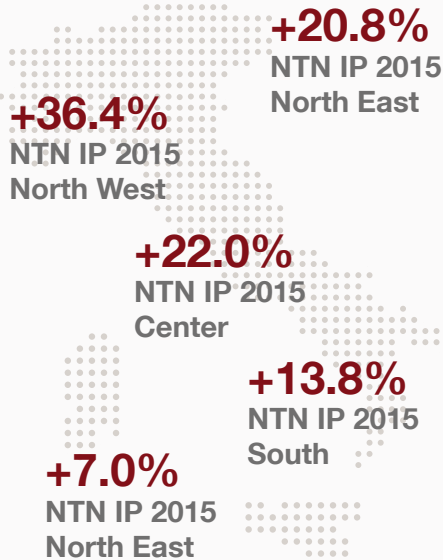 +20.8%
NTN IP 2015
North East
+36.4%
NTN IP 2015
North West
+22.0%
NTN IP 2015
Center
+13.8%
NTN IP 2015
South
+7.0%
NTN IP 2015
North East